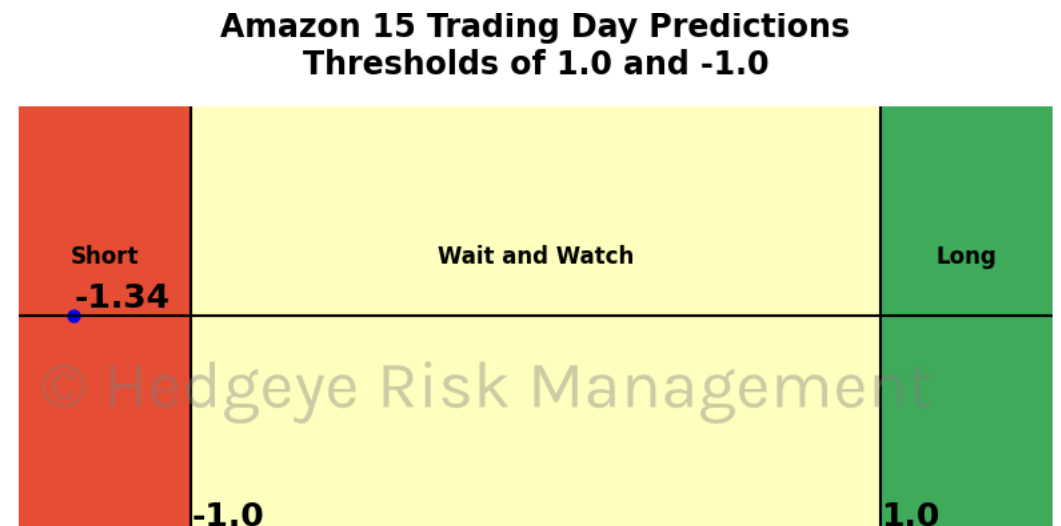 Amazon 15 Trading Day Predictions
Thresholds of 1.0 and -1.0
Short
Wait and Watch
Long
-1.34
© Hedgeye Risk Management
-1.0
1.0